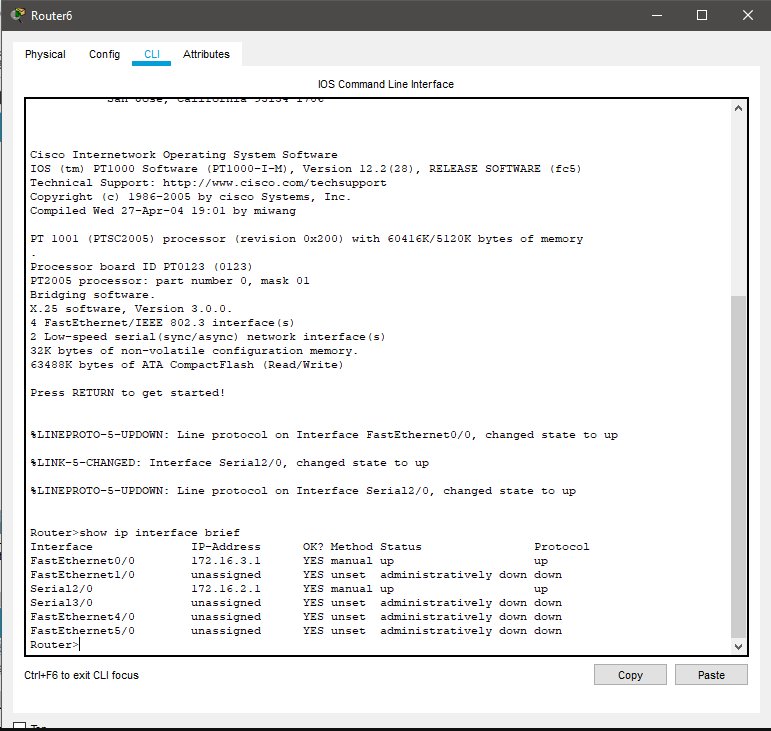 Router6
Physical Config CLI Attributes
IOS Command Line Interface
San Jose, California 95134-1706
Cisco Internetwork Operating System Software
IOS (tm) PT1000 Software (PT1000-I-M), Version 12.2(28), RELEASE SOFTWARE (fc5)
Technical Support: http://www.cisco.com/techsupport
Copyright (c) 1986-2005 by cisco Systems, Inc.
Compiled Wed 27-Apr-04 19:01 by miwang
PT 1001 (PTSC2005) processor (revision 0x200) with 60416K/5120K bytes of memory
.
Processor board ID PT0123 (0123)
PT2005 processor: part number 0, mask 01
Bridging software.
X.25 software, Version 3.0.0.
4 FastEthernet/IEEE 802.3 interface(s)
2 Low-speed serial(sync/async) network interface(s)
32K bytes of non-volatile configuration memory.
63488K bytes of ATA CompactFlash (Read/Write)
Press RETURN to get started!
%LINEPROTO-5-UPDOWN: Line protocol on Interface FastEthernet0/0, changed state to up
%LINK-5-CHANGED: Interface Serial2/0, changed state to up
%LINEPROTO-5-UPDOWN: Line protocol on Interface Serial2/0, changed state to up
Router>show ip interface brief
Interface IP-Address OK? Method Status Protocol
FastEthernet0/0 172.16.3.1 YES manual up up
FastEthernet1/0 unassigned YES unset administratively down down
Serial2/0 172.16.2.1 YES manual up up
Serial3/0 unassigned YES unset administratively down down
FastEthernet4/0 unassigned YES unset administratively down down
FastEthernet5/0 unassigned YES unset administratively down down
Router>
Ctrl+F6 to exit CLI focus
Copy Paste